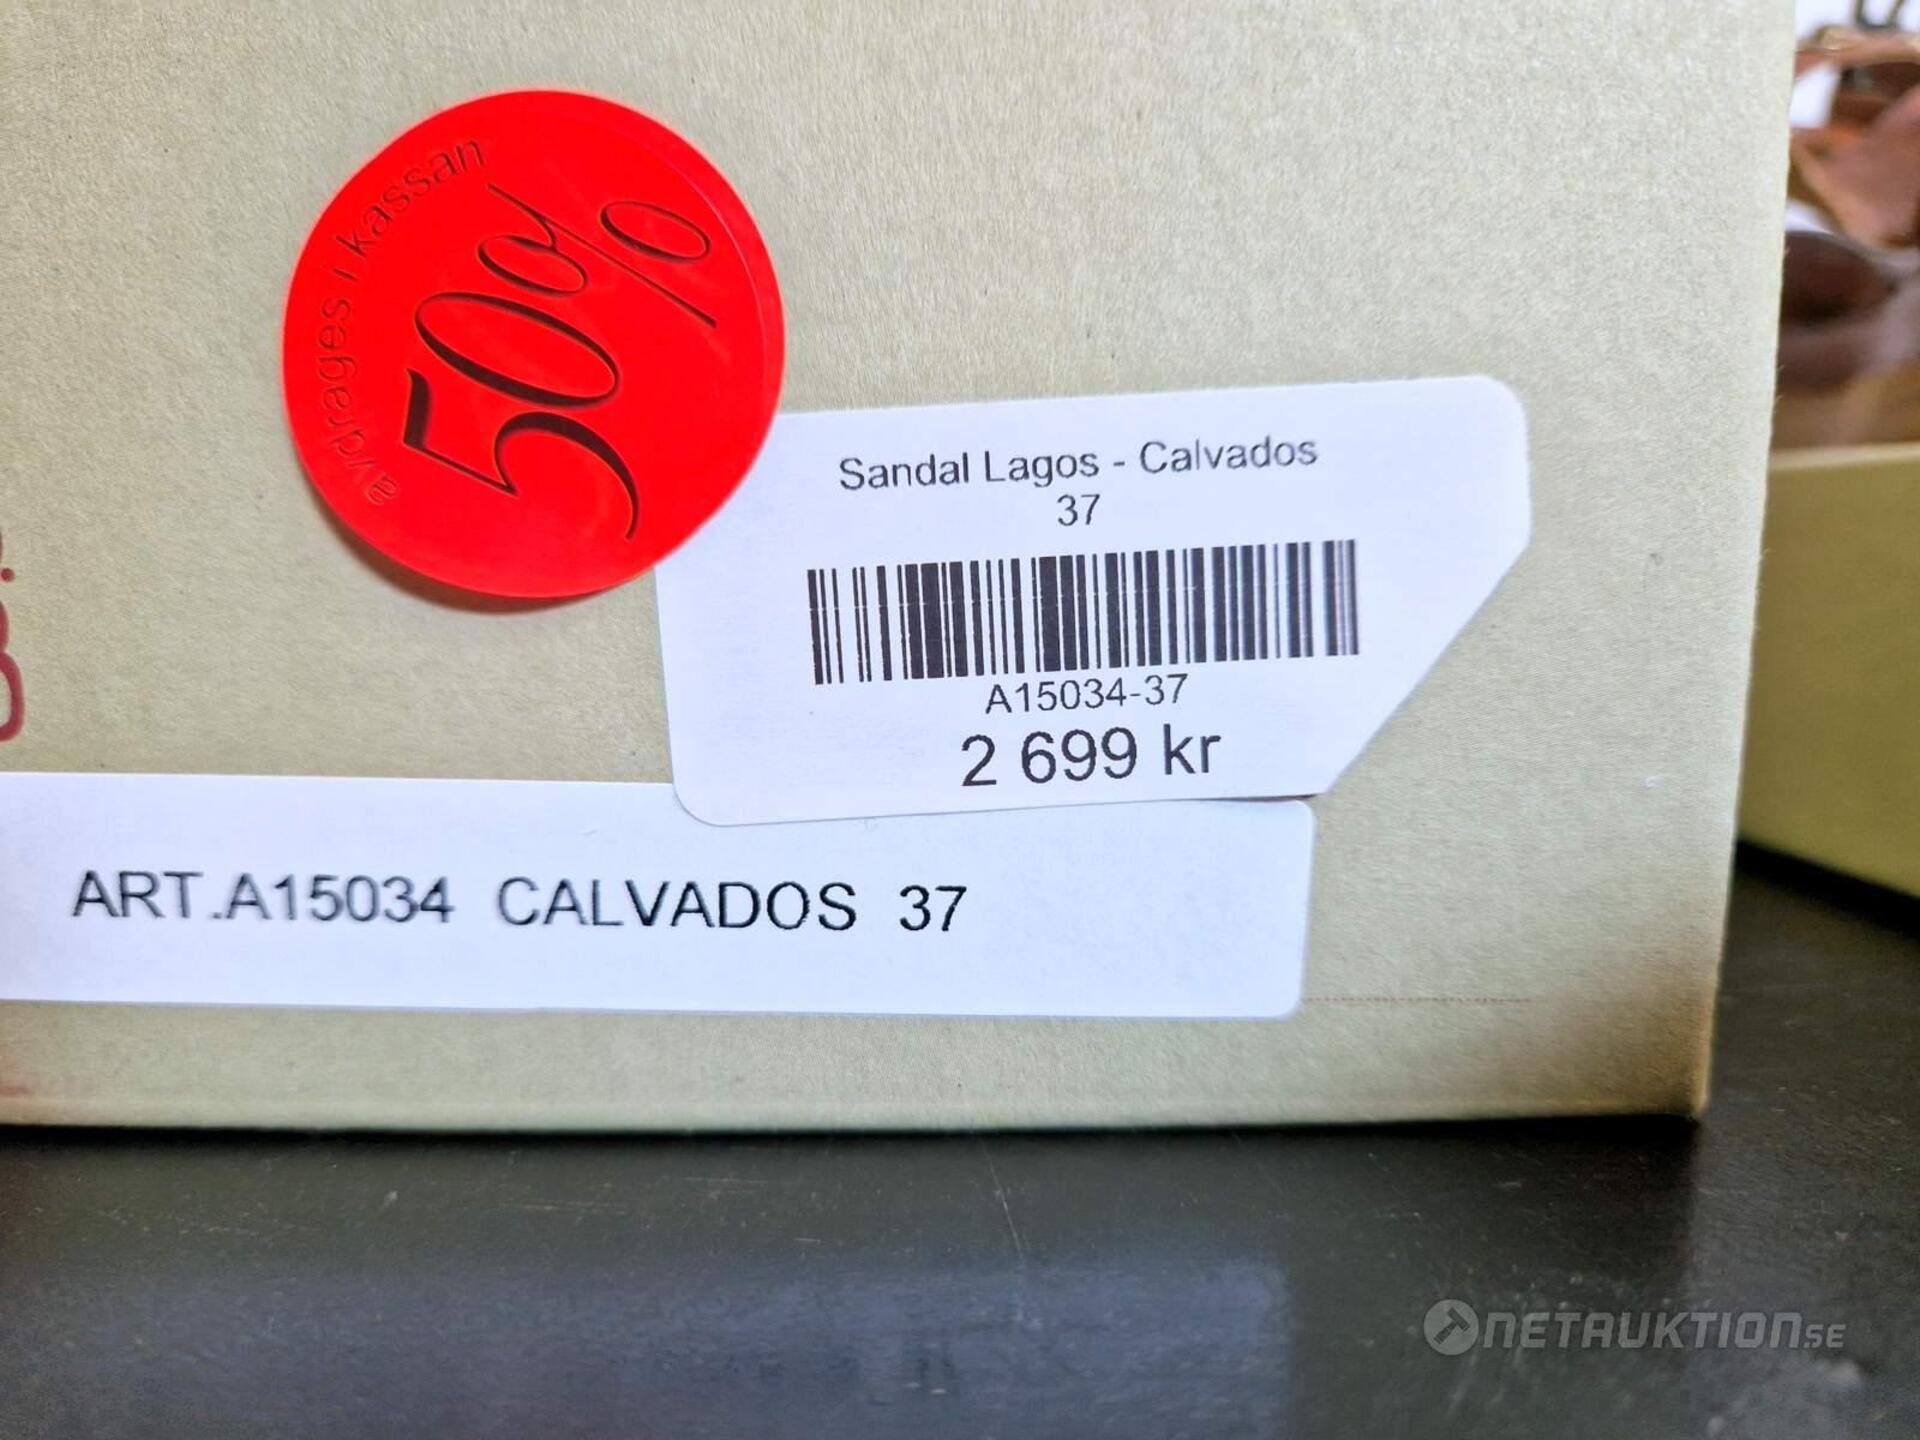 avdrages i kassan
50%
Sandal Lagos - Calvados
37
A15034-37
2 699 kr
ART.A15034 CALVADOS 37
NETAUKTION.SE